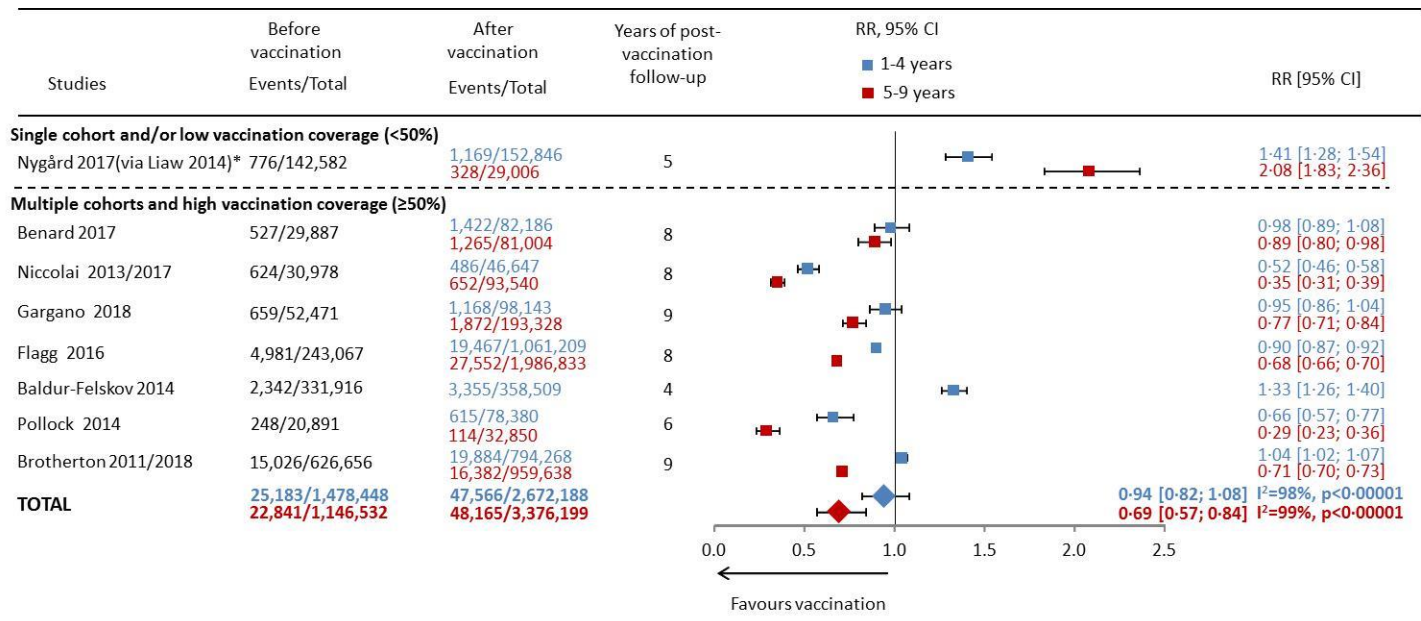 Studies
Before vaccination Events/Total
After vaccination Events/Total
Years of post-vaccination follow-up
RR, 95% CI
1-4 years
5-9 years
RR [95% CI]
Single cohort and/or low vaccination coverage (<50%)
Nygård 2017(via Liaw 2014)* 776/142,582 1,169/152,846 5 1·41 [1·28; 1·54]
328/29,006 2·08 [1·83; 2·36]
Multiple cohorts and high vaccination coverage (≥50%)
Benard 2017 527/29,887 1,422/82,186 8 0·98 [0·89; 1·08]
1,265/81,004 0·89 [0·80; 0·98]
Niccolai 2013/2017 624/30,978 486/46,647 8 0·52 [0·46; 0·58]
652/93,540 0·35 [0·31; 0·39]
Gargano 2018 659/52,471 1,168/98,143 9 0·95 [0·86; 1·04]
1,872/193,328 0·77 [0·71; 0·84]
Flagg 2016 4,981/243,067 19,467/1,061,209 8 0·90 [0·87; 0·92]
27,552/1,986,833 0·68 [0·66; 0·70]
Baldur-Felskov 2014 2,342/331,916 3,355/358,509 4 1·33 [1·26; 1·40]
Pollock 2014 248/20,891 615/78,380 6 0·66 [0·57; 0·77]
114/32,850 0·29 [0·23; 0·36]
Brotherton 2011/2018 15,026/626,656 19,884/794,268 9 1·04 [1·02; 1·07]
16,382/959,638 0·71 [0·70; 0·73]
TOTAL 25,183/1,478,448 47,566/2,672,188 0·94 [0·82; 1·08] I²=98%, p<0·00001
22,841/1,146,532 48,165/3,376,199 0·69 [0·57; 0·84] I²=99%, p<0·00001
0.0 0.5 1.0 1.5 2.0 2.5
Favours vaccination